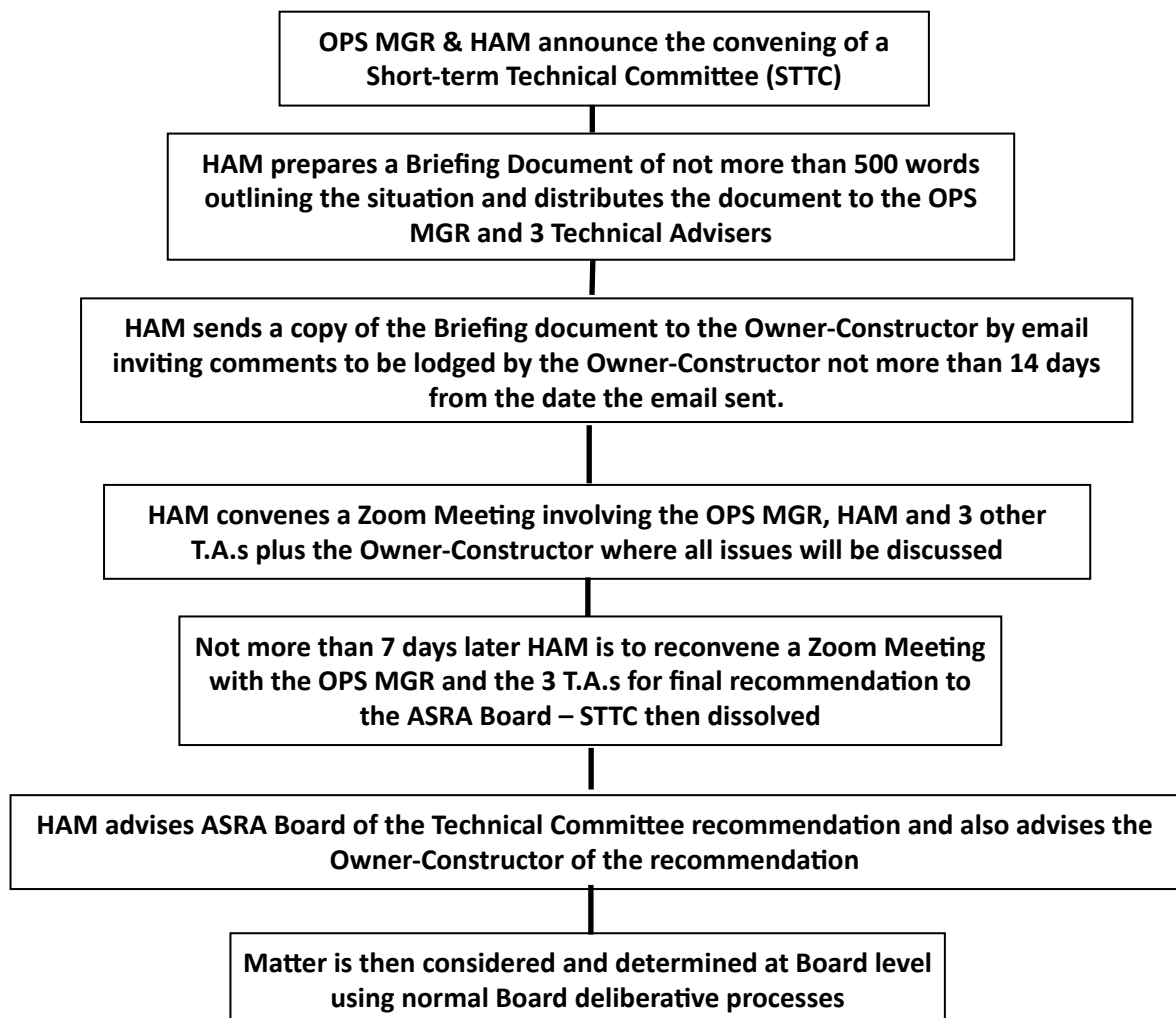 OPS MGR & HAM announce the convening of a
Short-term Technical Committee (STTC)
HAM prepares a Briefing Document of not more than 500 words
outlining the situation and distributes the document to the OPS
MGR and 3 Technical Advisers
HAM sends a copy of the Briefing document to the Owner-Constructor by email
inviting comments to be lodged by the Owner-Constructor not more than 14 days
from the date the email sent.
HAM convenes a Zoom Meeting involving the OPS MGR, HAM and 3 other
T.A.s plus the Owner-Constructor where all issues will be discussed
Not more than 7 days later HAM is to reconvene a Zoom Meeting
with the OPS MGR and the 3 T.A.s for final recommendation to
the ASRA Board – STTC then dissolved
HAM advises ASRA Board of the Technical Committee recommendation and also advises the
Owner-Constructor of the recommendation
Matter is then considered and determined at Board level
using normal Board deliberative processes